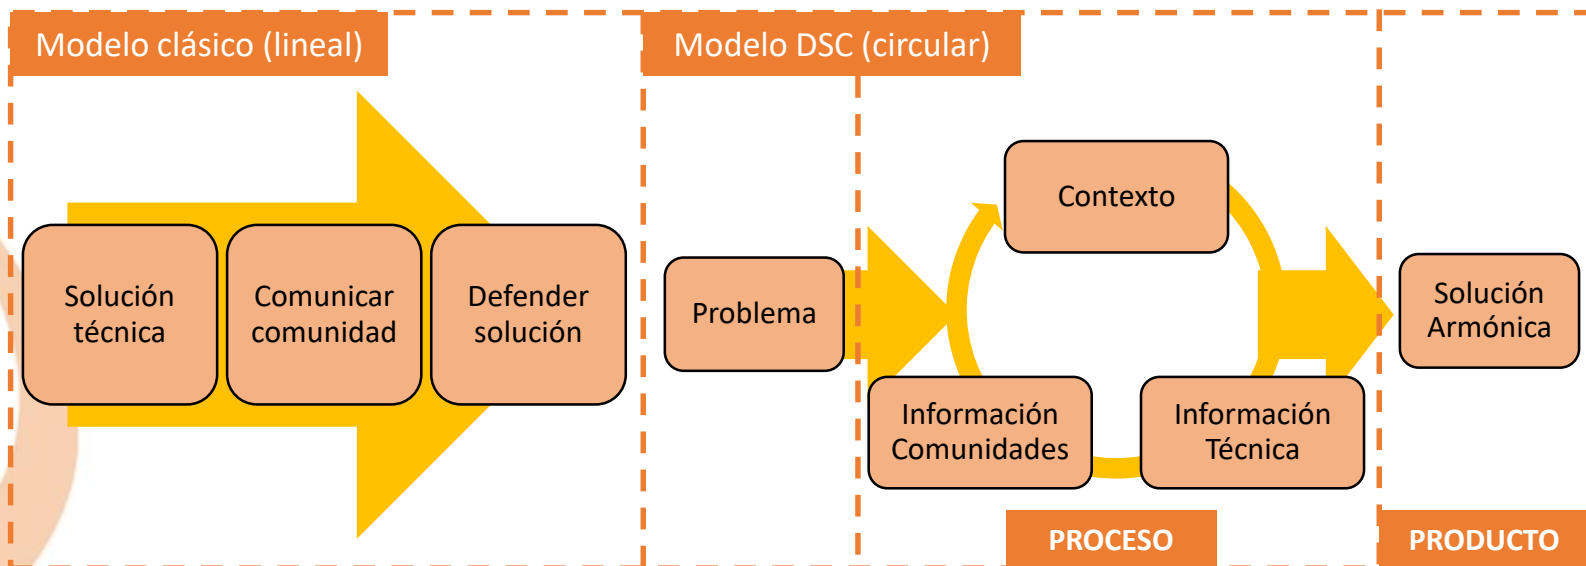 Modelo clásico (lineal)
Solución
técnica
Comunicar
comunidad
Defender
solución
Modelo DSC (circular)
Problema
Contexto
Información
Comunidades
Información
Técnica
PROCESO
Solución
Armónica
PRODUCTO